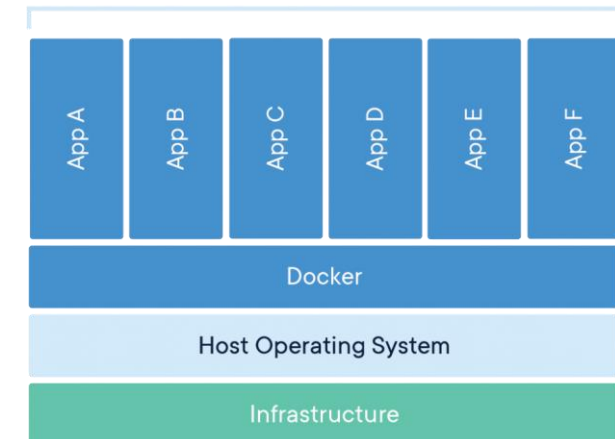 App A
App B
App C
App D
App E
App F
Docker
Host Operating System
Infrastructure